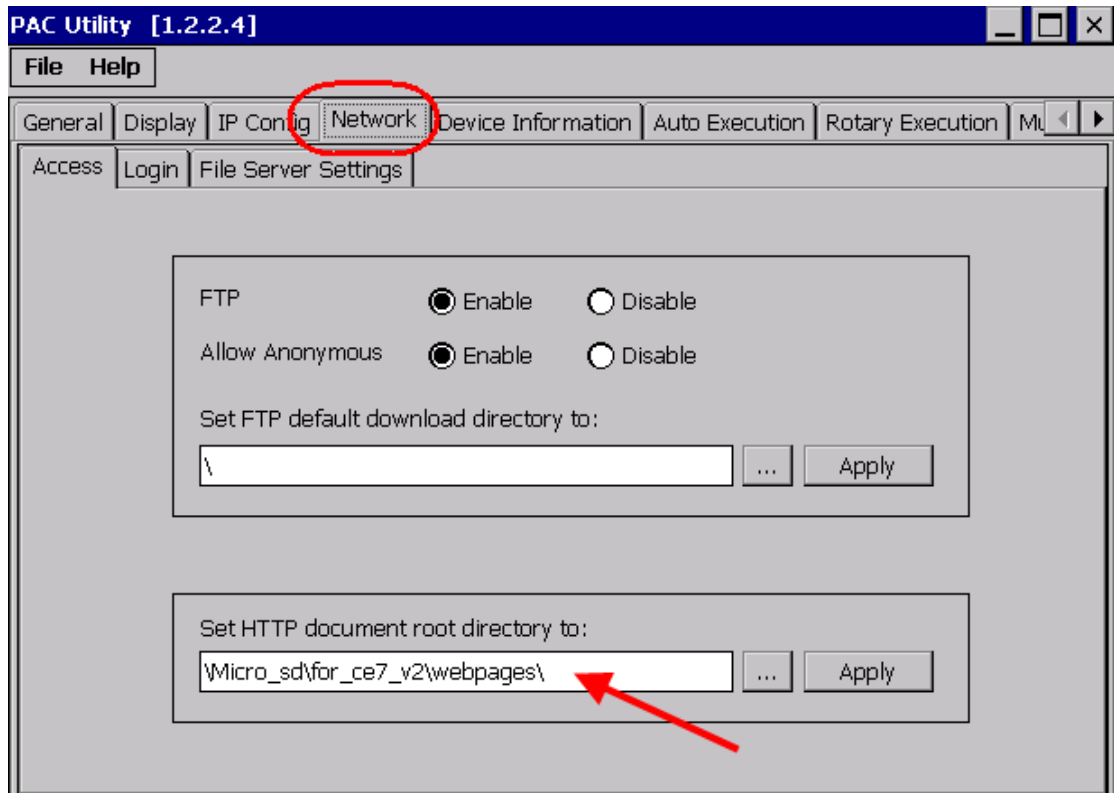 PAC Utility [1.2.2.4]
File Help
General Display IP Config Network Device Information Auto Execution Rotary Execution
Access Login File Server Settings
FTP Enable Disable
Allow Anonymous Enable Disable
Set FTP default download directory to:
\ ... Apply
Set HTTP document root directory to:
\Micro_sd\for_ce7_v2\webpages\ ... Apply